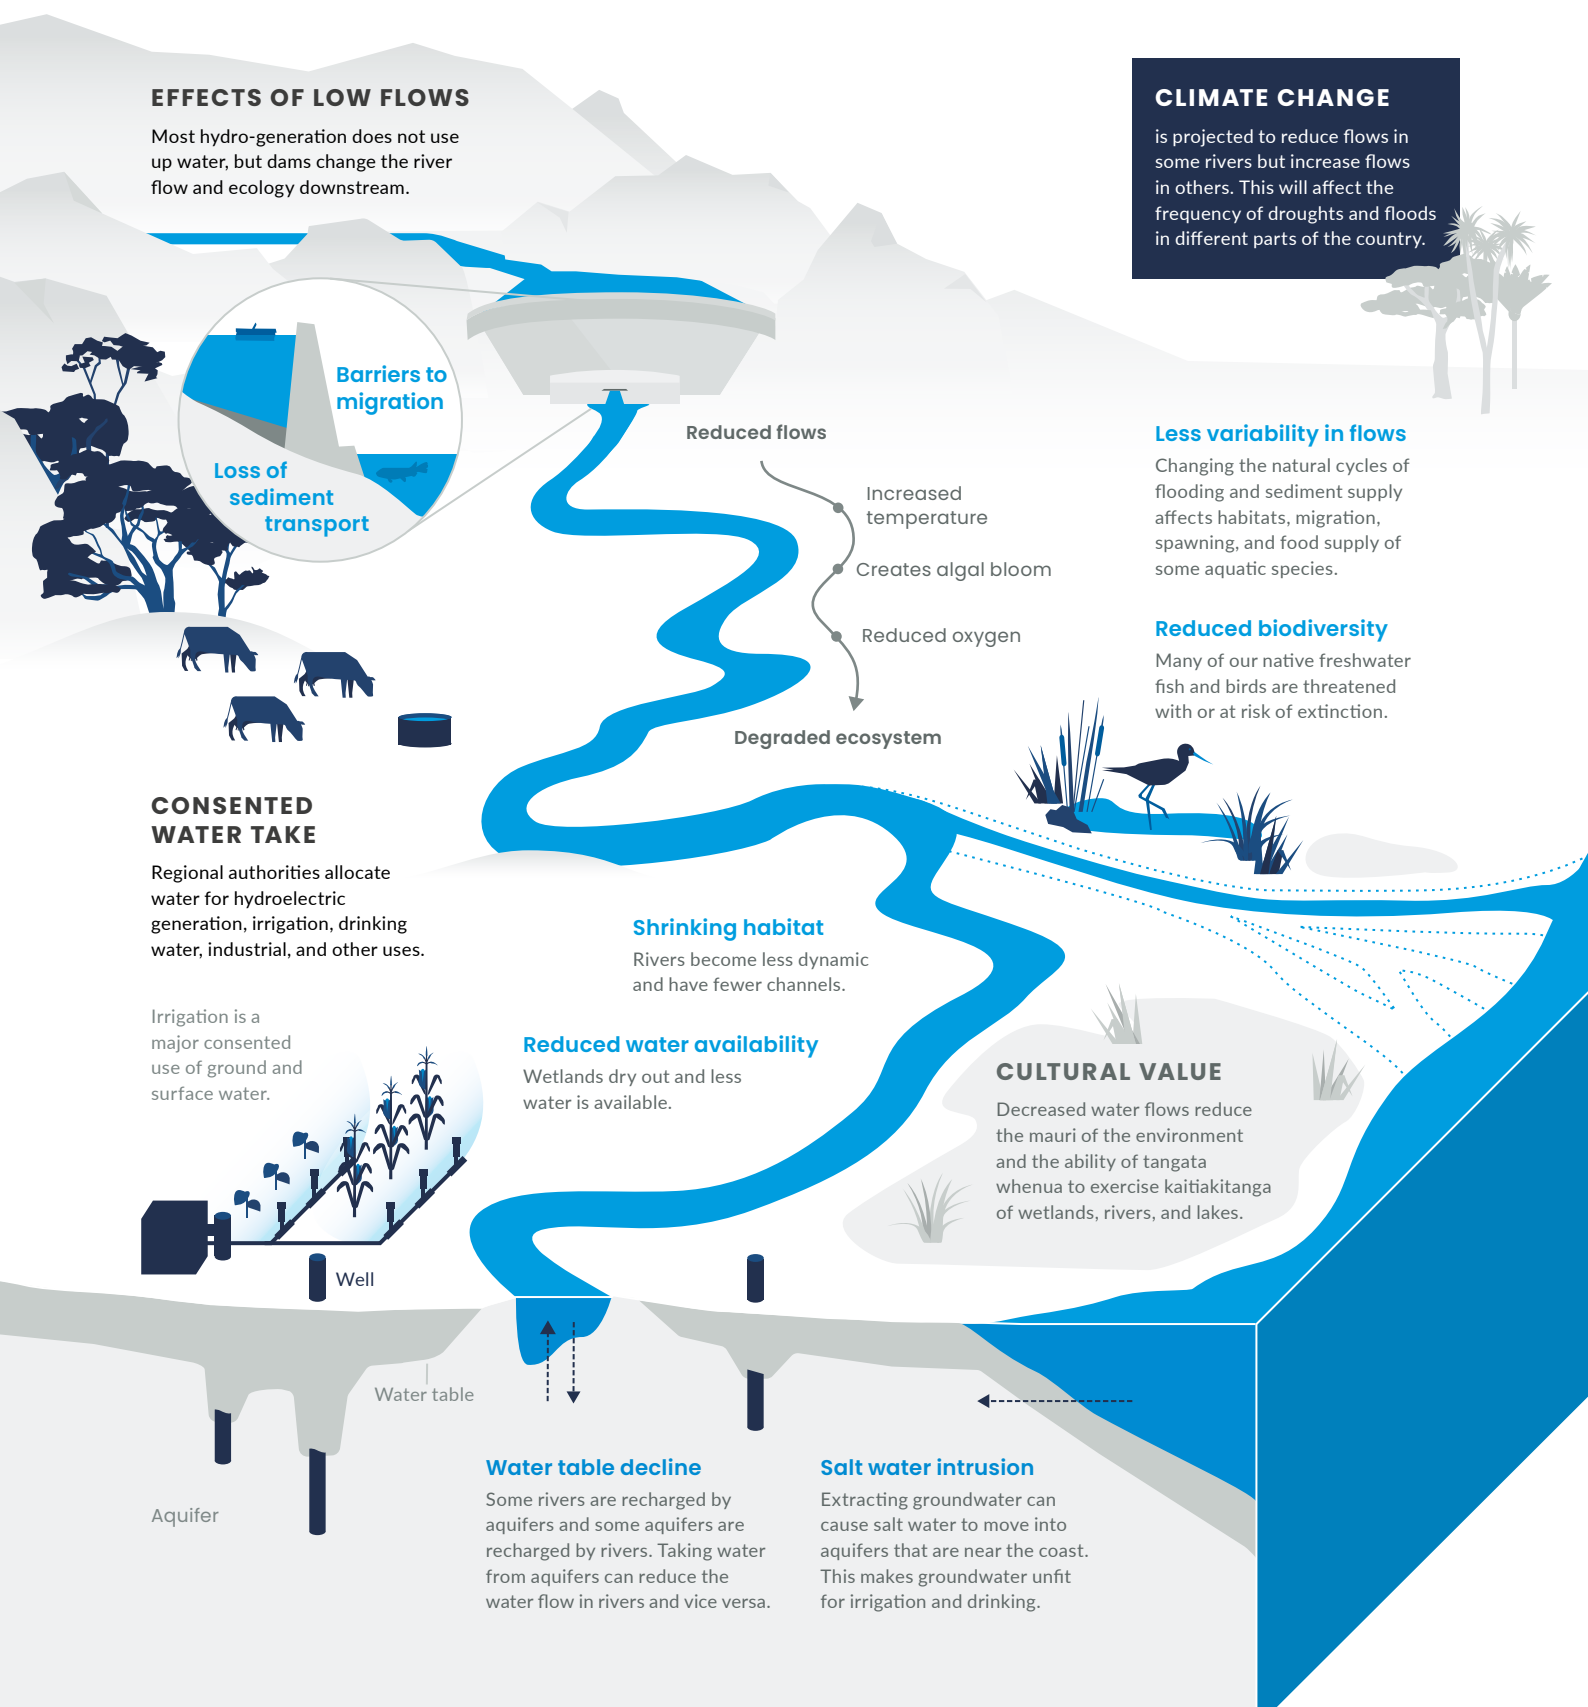 EFFECTS OF LOW FLOWS
Most hydro-generation does not use
up water, but dams change the river
flow and ecology downstream.
CLIMATE CHANGE
is projected to reduce flows in
some rivers but increase flows
in others. This will affect the
frequency of droughts and floods
in different parts of the country.
Barriers to
migration
Loss of
sediment
transport
Reduced flows
Increased
temperature
Creates algal bloom
Reduced oxygen
Degraded ecosystem
Less variability in flows
Changing the natural cycles of
flooding and sediment supply
affects habitats, migration,
spawning, and food supply of
some aquatic species.
Reduced biodiversity
Many of our native freshwater
fish and birds are threatened
with or at risk of extinction.
CONSENTED
WATER TAKE
Regional authorities allocate
water for hydroelectric
generation, irrigation, drinking
water, industrial, and other uses.
Irrigation is a
major consented
use of ground and
surface water.
Shrinking habitat
Rivers become less dynamic
and have fewer channels.
Reduced water availability
Wetlands dry out and less
water is available.
CULTURAL VALUE
Decreased water flows reduce
the mauri of the environment
and the ability of tangata
whenua to exercise kaitiakitanga
of wetlands, rivers, and lakes.
Well
Water table
Aquifer
Water table decline
Some rivers are recharged by
aquifers and some aquifers are
recharged by rivers. Taking water
from aquifers can reduce the
water flow in rivers and vice versa.
Salt water intrusion
Extracting groundwater can
cause salt water to move into
aquifers that are near the coast.
This makes groundwater unfit
for irrigation and drinking.